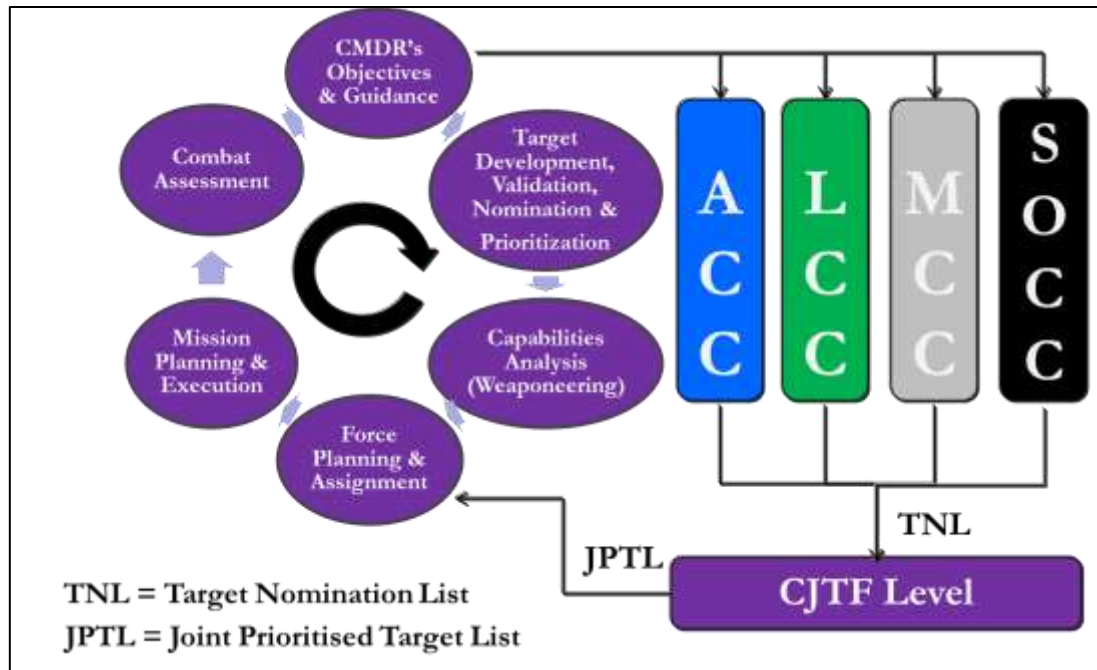 CMDR's
Objectives
& Guidance
Target
Development,
Validation,
Nomination &
Prioritization
Capabilities
Analysis
(Weaponeering)
Force
Planning &
Assignment
Mission
Planning &
Execution
Combat
Assessment
A
C
C
L
C
C
M
C
C
S
O
C
C
TNL
JPTL
CJTF Level
TNL = Target Nomination List
JPTL = Joint Prioritised Target List